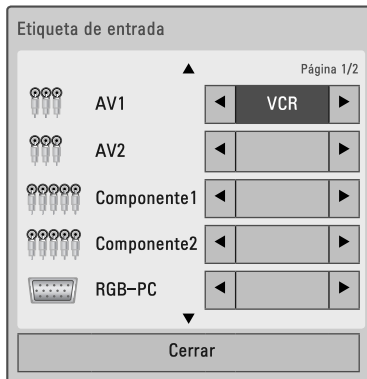 Etiqueta de entrada
Página 1/2
AV1 VCR
AV2
Componente1
Componente2
RGB-PC
Cerrar